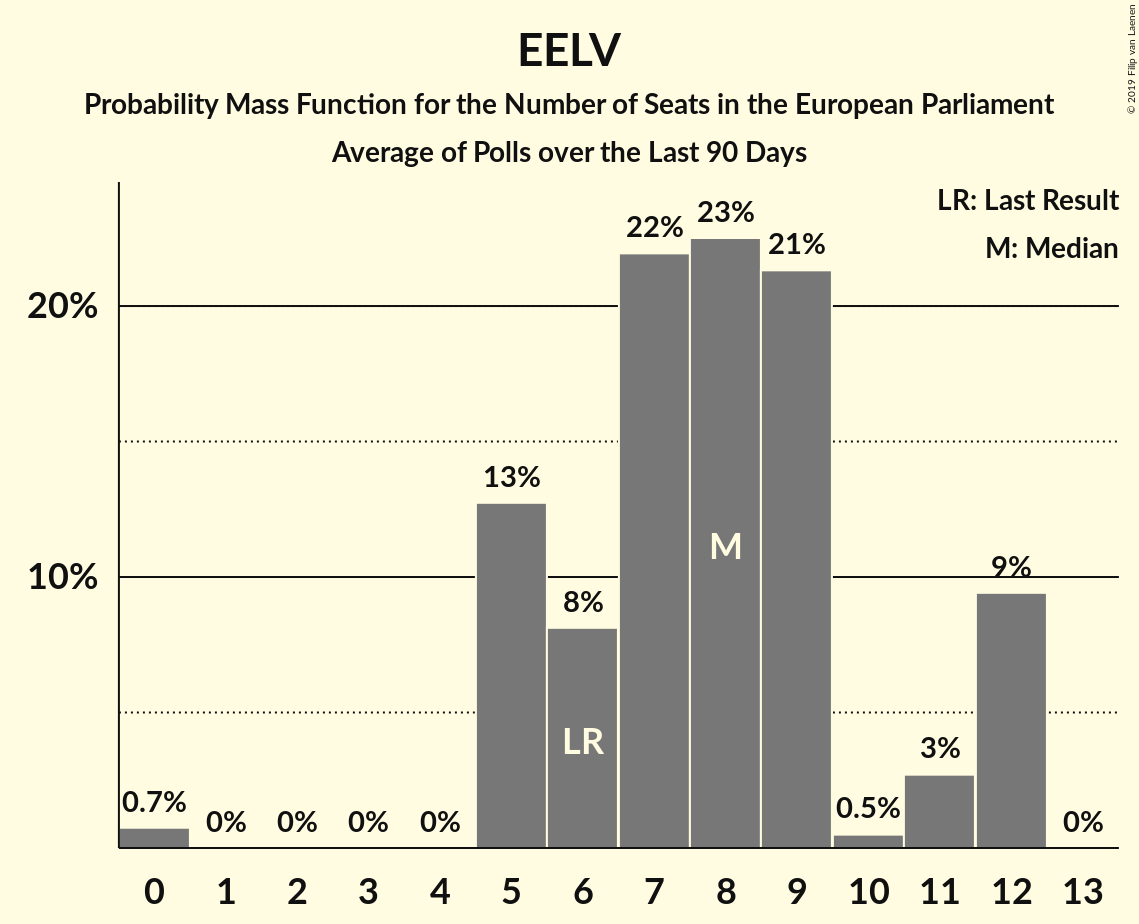 EELV
Probability Mass Function for the Number of Seats in the European Parliament
Average of Polls over the Last 90 Days
© 2019 Filip van Laenen
LR: Last Result
M: Median
20%
10%
0.7%
0%
0%
0%
0%
13%
8%
22%
23%
21%
0.5%
3%
9%
0%
LR
M
0 1 2 3 4 5 6 7 8 9 10 11 12 13